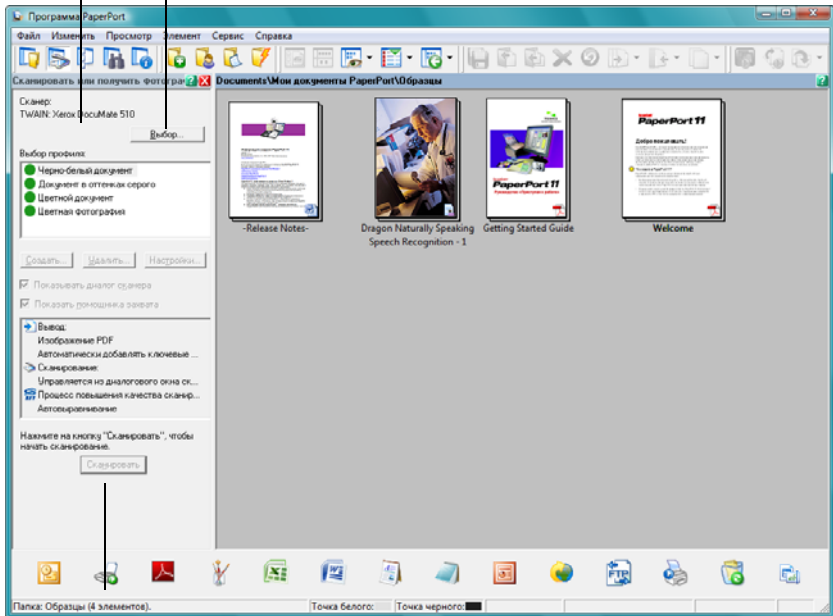 Программа PaperPort
Файл Изменить Просмотр Элемент Сервис Справка
Сканировать или получить фотогра
Documents\Мои документы PaperPort\Образцы
Сканер:
TWAIN: Xerox DocuMate 510
Выбор...
Выбор профиля:
Черно-белый документ
Документ в оттенках серого
Цветной документ
Цветная фотография
Создать... Удалить... Настройки...
Показывать диалог сканера
Показать помощника захвата
Вывод:
Изображение PDF
Автоматически добавлять ключевые ...
Сканирование:
Управляется из диалогового окна ск...
Процесс повышения качества сканир...
Автовыравнивание
Нажмите на кнопку "Сканировать", чтобы
начать сканирование.
Сканировать
PaperPort 11
PaperPort 11
Добро пожаловать!
-Release Notes-
Dragon Naturally Speaking
Speech Recognition - 1
Getting Started Guide
Welcome
FTP
Папка: Образцы (4 элементов).
Точка белого:
Точка черного: